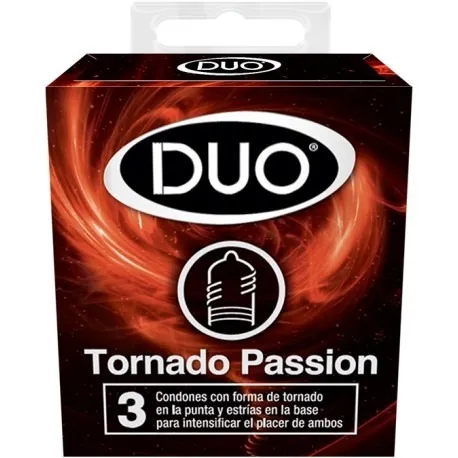 DUO
DUO®
Tornado Passion
3
Condones con forma de tornado
en la punta y estrías en la base
para intensificar el placer de ambos